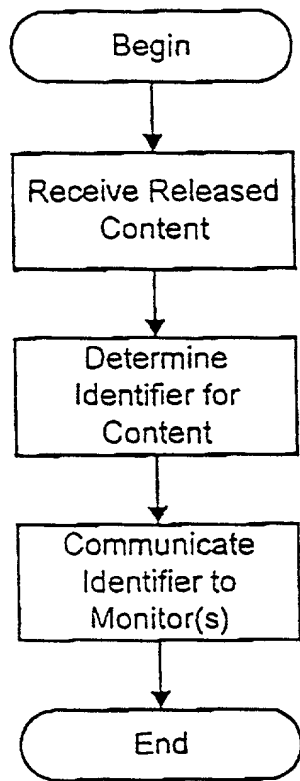 Begin
Receive Released
Content
Determine
Identifier for
Content
Communicate
Identifier to
Monitor(s)
End